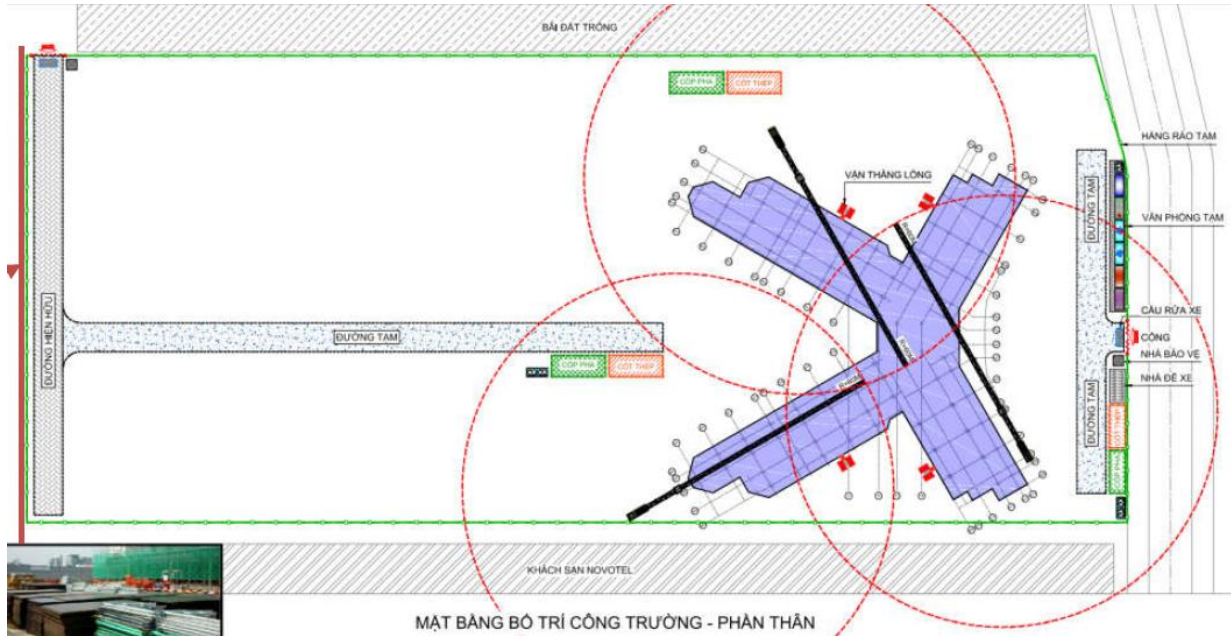 BÃI ĐẤT TRỐNG
CỐP PHA
CỐT THÉP
HÀNG RÀO TẠM
VẬN THĂNG LỒNG
ĐƯỜNG TẠM
VĂN PHÒNG TẠM
ĐƯỜNG HIỆN HỮU
ĐƯỜNG TẠM
CẦU RỬA XE
CỔNG
NHÀ BẢO VỆ
CỐP PHA
CỐT THÉP
NHÀ ĐỂ XE
ĐƯỜNG TẠM
CỐT THÉP
CỐP PHA
KHÁCH SẠN NOVOTEL
MẶT BẰNG BỐ TRÍ CÔNG TRƯỜNG - PHẦN THÂN